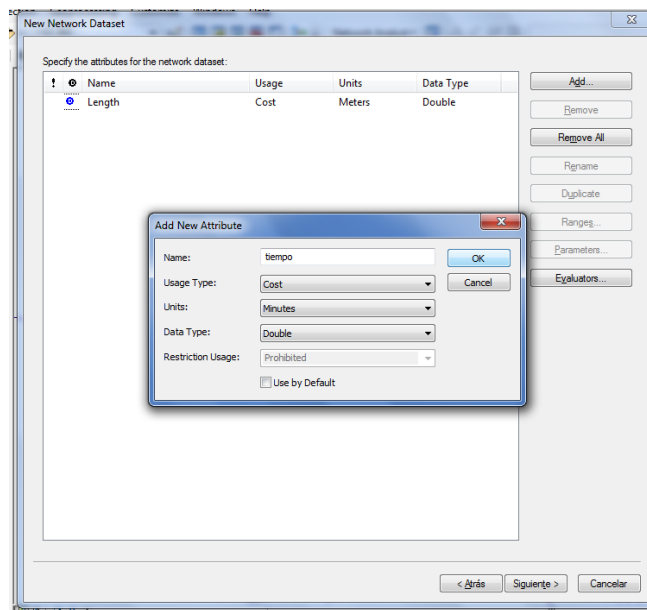 New Network Dataset
Specify the attributes for the network dataset:
! Name Usage Units Data Type
Length Cost Meters Double
Add...
Remove
Remove All
Rename
Duplicate
Ranges...
Parameters...
Evaluators...
Add New Attribute
Name: tiempo
OK
Usage Type: Cost
Cancel
Units: Minutes
Data Type: Double
Restriction Usage: Prohibited
Use by Default
< Atrás
Siguiente >
Cancelar